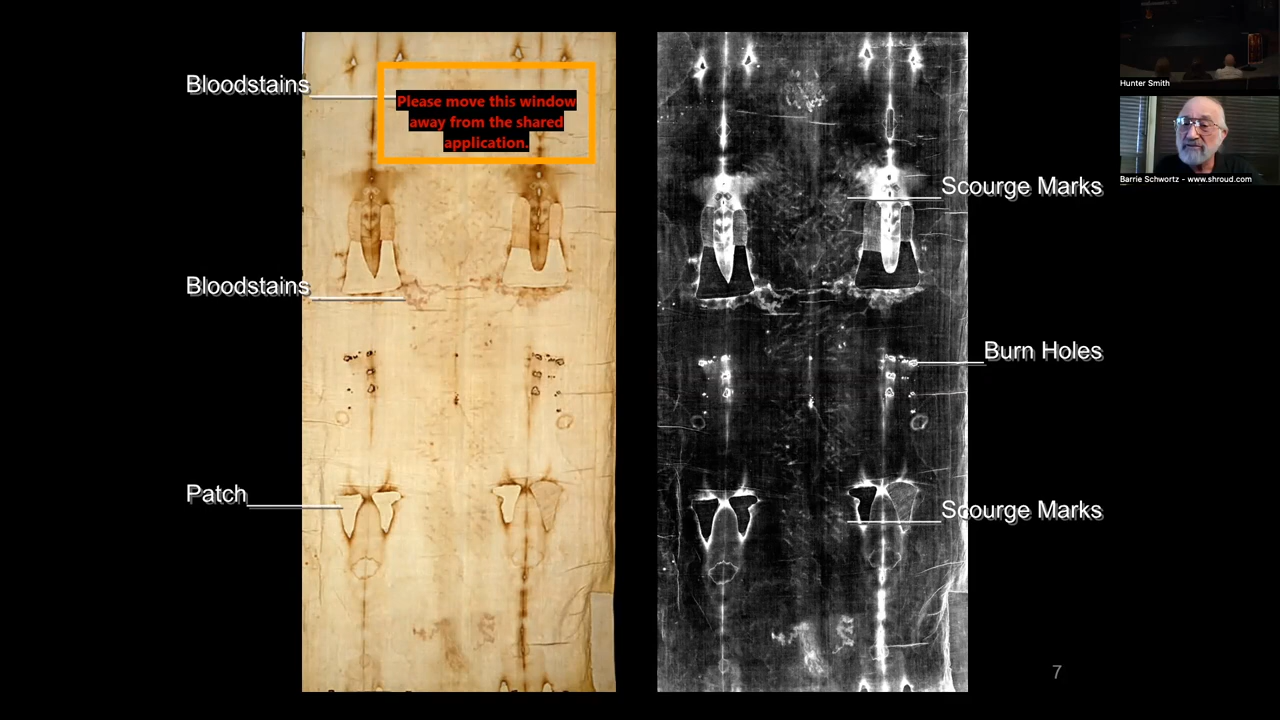 Hunter Smith
Bloodstains
Please move this window
away from the shared
application.
Barrie Schwortz - www.shroud.com
Scourge Marks
Bloodstains
Burn Holes
Patch
Scourge Marks
7